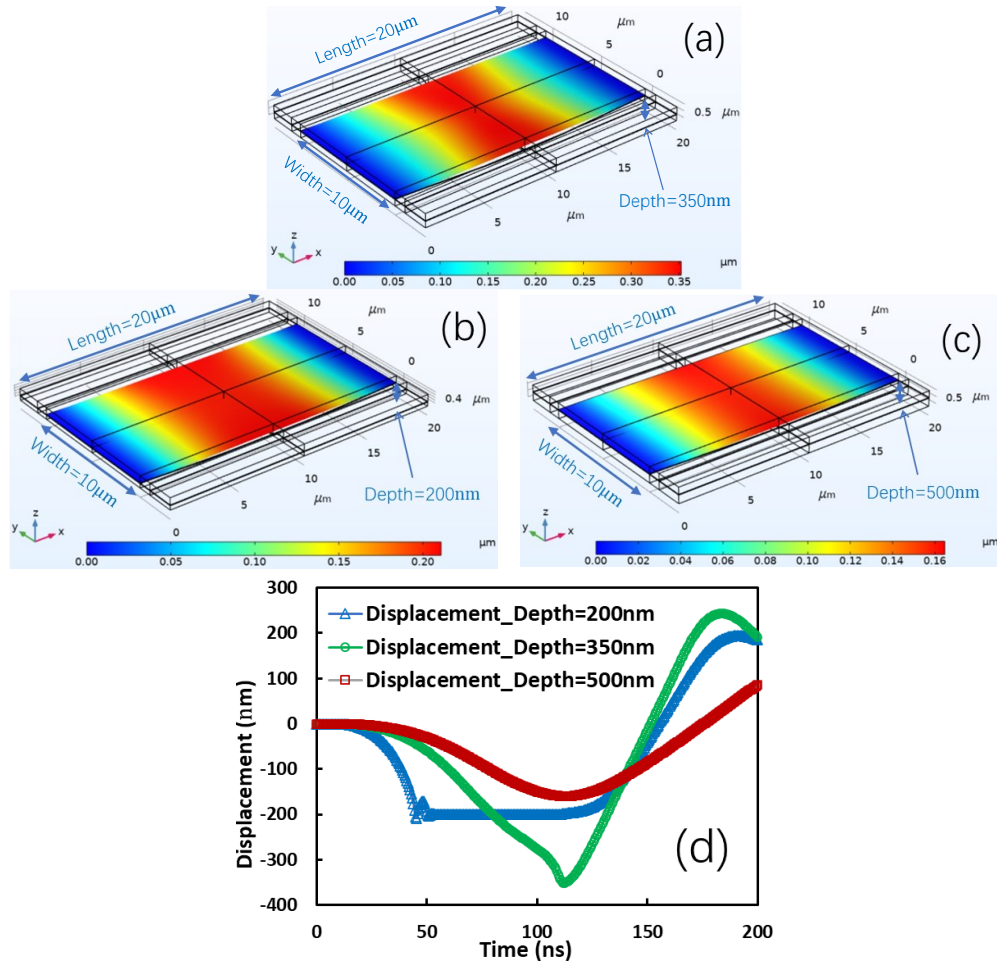 (a)
Length=20μm
10
μm
5
0
0.5 μm
20
15
Depth=350nm
10
μm
5
0
Width=10μm
z
y
x
μm
0.00 0.05 0.10 0.15 0.20 0.25 0.30 0.35
(b)
Length=20μm
10
μm
5
0
0.4 μm
20
15
Depth=200nm
10
μm
5
0
Width=10μm
z
y
x
μm
0.00 0.05 0.10 0.15 0.20
(c)
Length=20μm
10
μm
5
0
0.5 μm
20
15
Depth=500nm
10
μm
5
0
Width=10μm
z
y
x
μm
0.00 0.02 0.04 0.06 0.08 0.10 0.12 0.14 0.16
300
200
100
0
-100
-200
-300
-400
Displacement (nm)
Displacement_Depth=200nm
Displacement_Depth=350nm
Displacement_Depth=500nm
(d)
0 50 100 150 200
Time (ns)